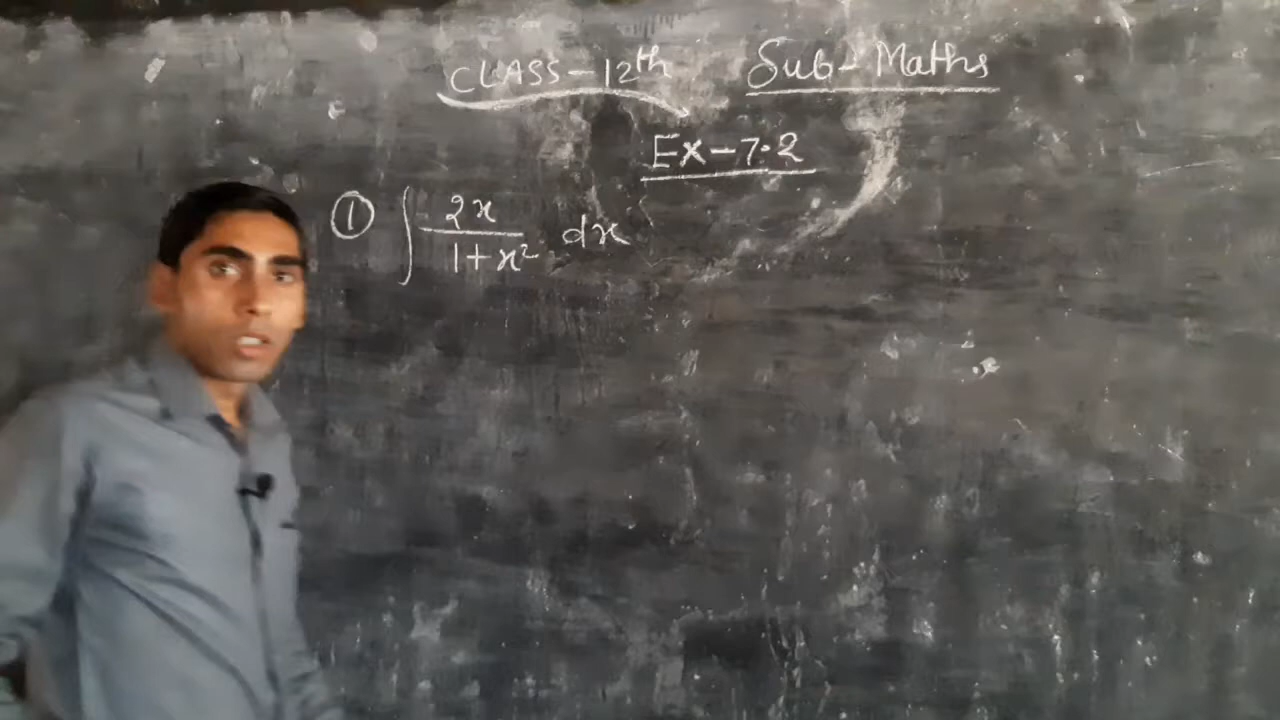 CLASS-12th Sub-Maths
Ex-7.2
① ∫ 2x/(1+x²) dx